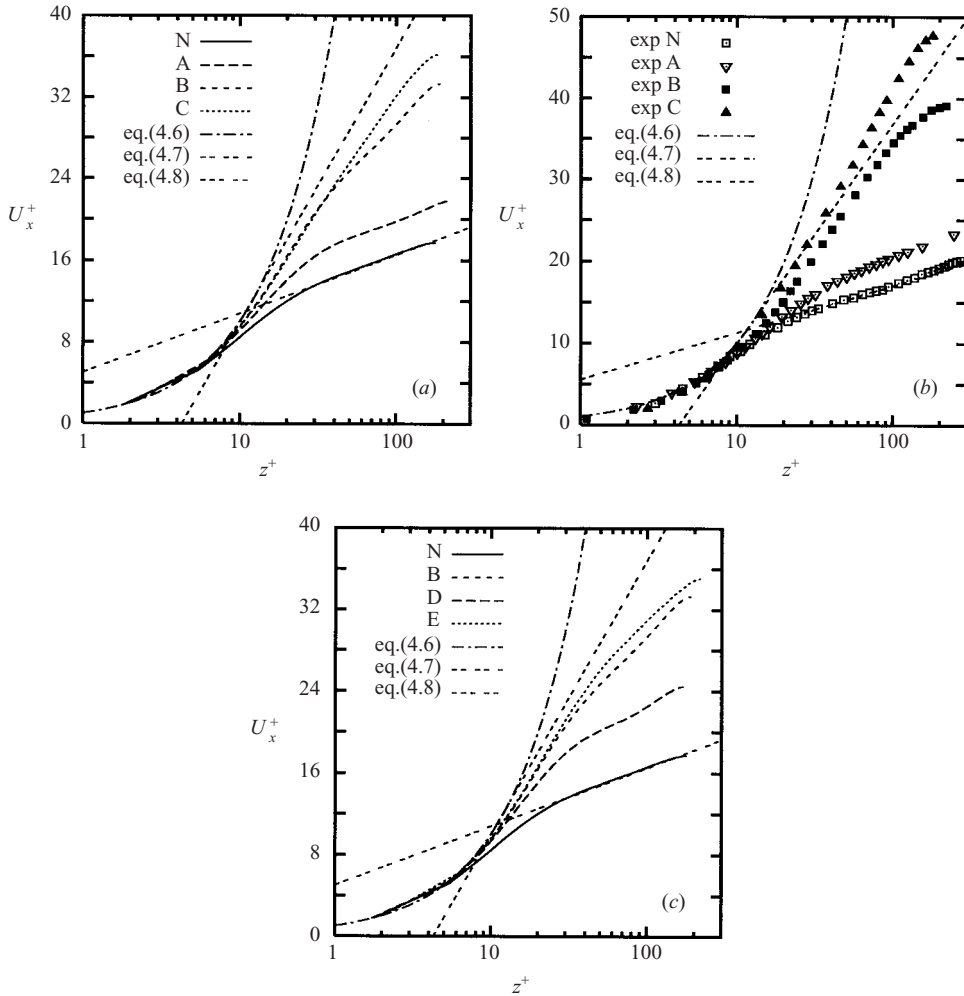 40
32
24
16
8
0
U_x^+
N
A
B
C
eq.(4.6)
eq.(4.7)
eq.(4.8)
(a)
1
10
100
z^+
50
40
30
20
10
0
U_x^+
exp N
exp A
exp B
exp C
eq.(4.6)
eq.(4.7)
eq.(4.8)
(b)
1
10
100
z^+
40
32
24
16
8
0
U_x^+
N
B
D
E
eq.(4.6)
eq.(4.7)
eq.(4.8)
(c)
1
10
100
z^+